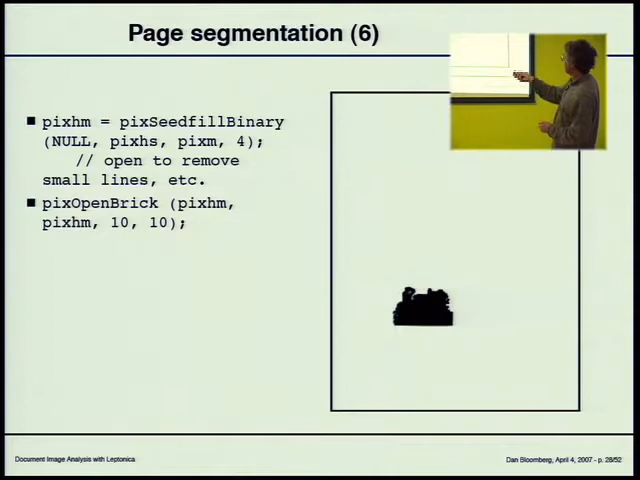 Page segmentation (6)
pixhm = pixSeedfillBinary
(NULL, pixhs, pixm, 4);
// open to remove
small lines, etc.
pixOpenBrick (pixhm,
pixhm, 10, 10);
Document Image Analysis with Leptonica
Dan Bloomberg, April 4, 2007 - p. 28/52